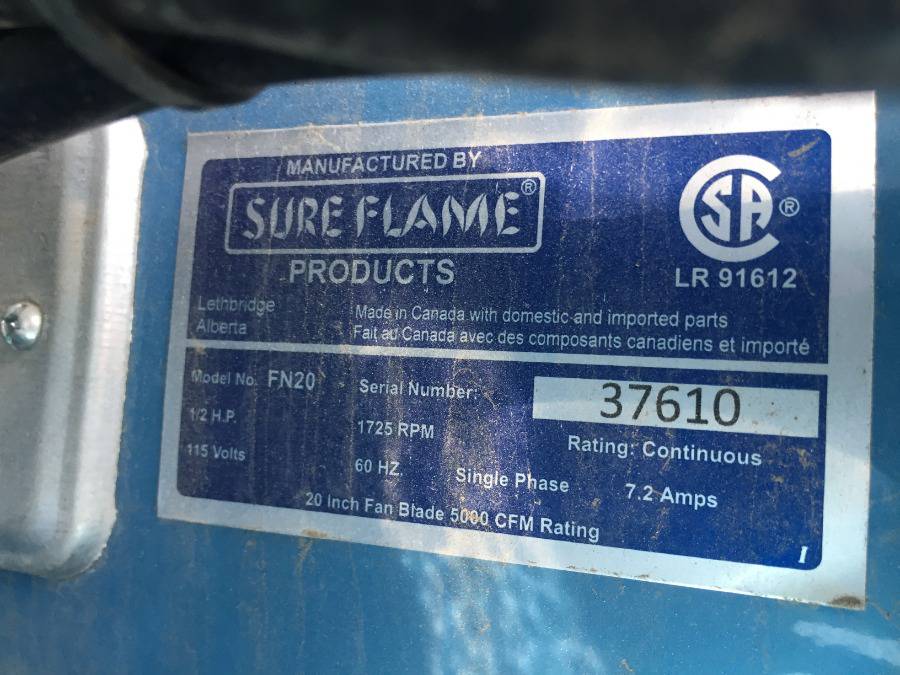 MANUFACTURED BY
SURE FLAME®
PRODUCTS
CSA®
LR 91612
Lethbridge
Alberta
Made in Canada with domestic and imported parts
Fait au Canada avec des composants canadiens et importé
Model No. FN20 Serial Number: 37610
1/2 H.P. 1725 RPM Rating: Continuous
115 Volts 60 HZ. Single Phase 7.2 Amps
20 Inch Fan Blade 5000 CFM Rating
I